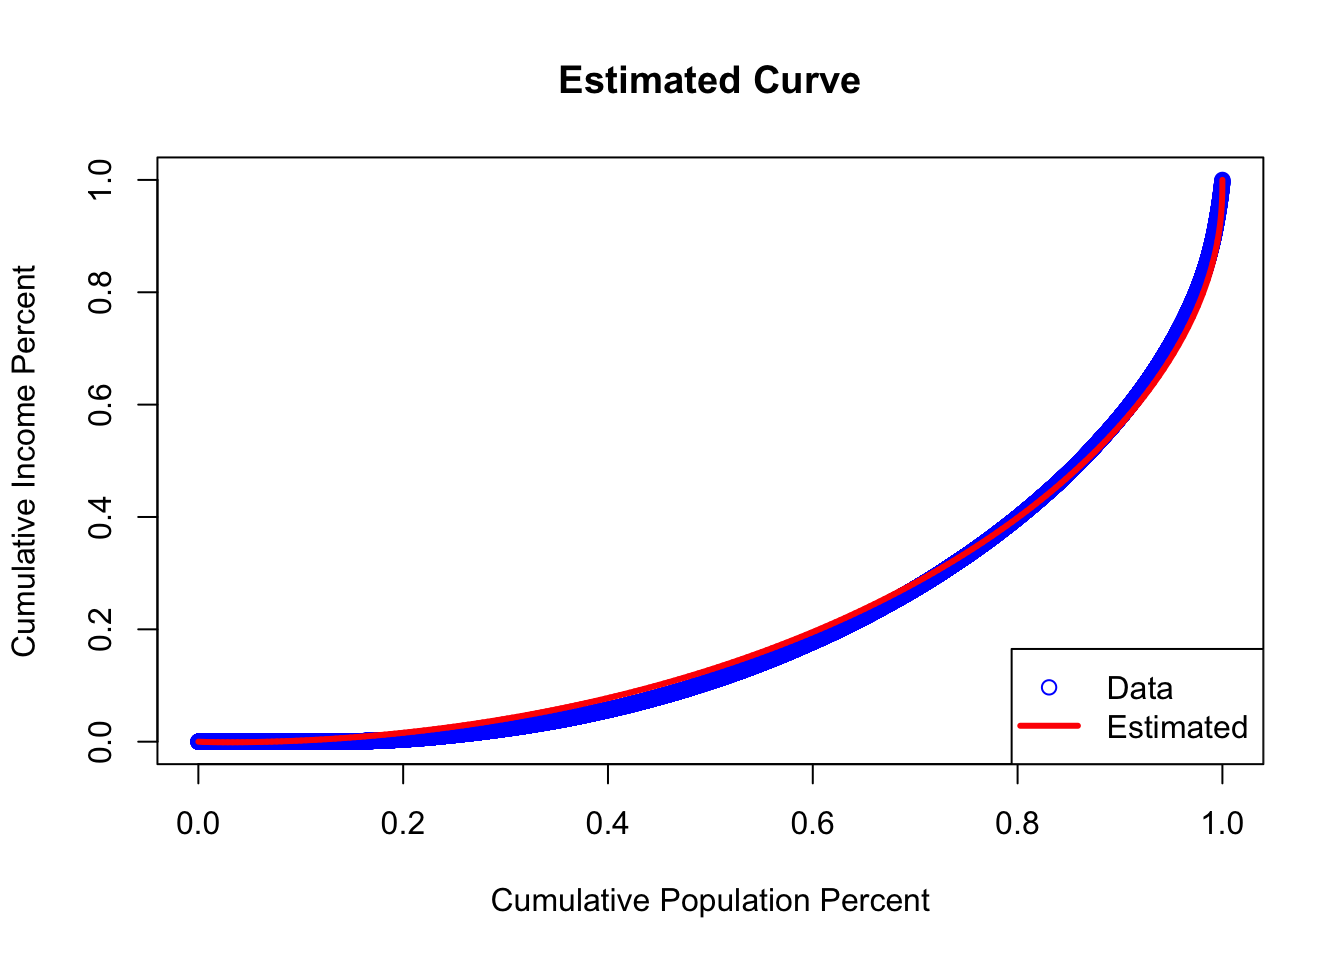 Estimated Curve
Cumulative Income Percent
1.0
0.8
0.6
0.4
0.2
0.0
Data
Estimated
0.0 0.2 0.4 0.6 0.8 1.0
Cumulative Population Percent